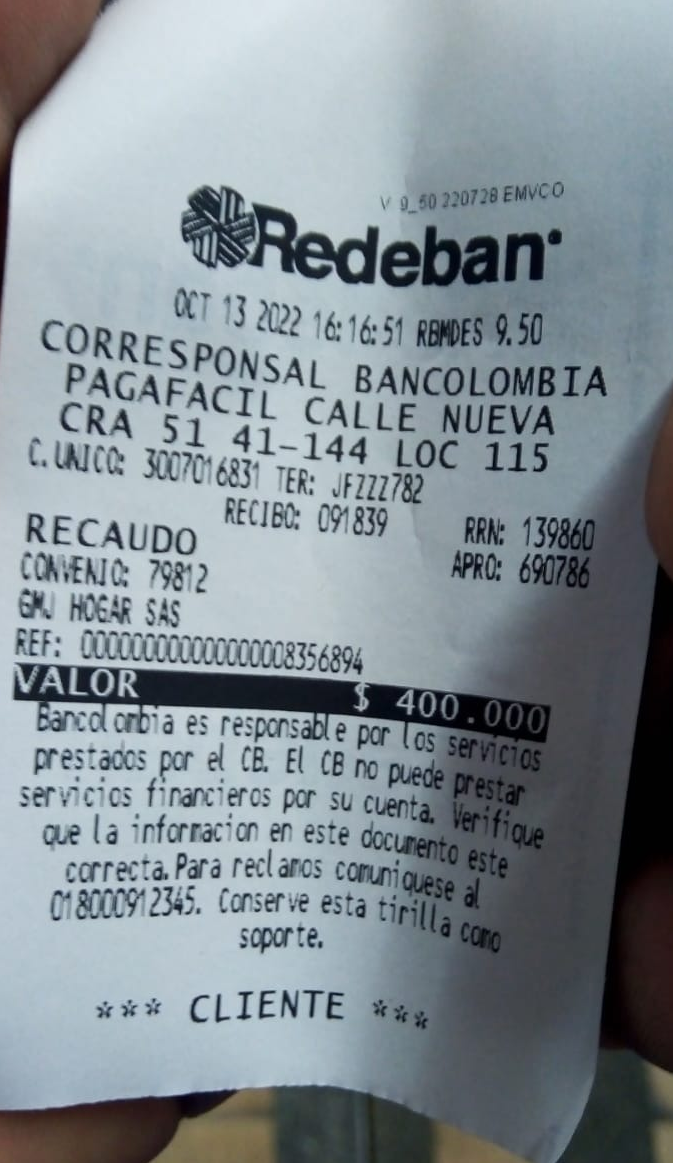 V 9_50 220728 EMVCO
Redeban
OCT 13 2022 16:16:51 RBMDES 9.50
CORRESPONSAL BANCOLOMBIA
PAGAFACIL CALLE NUEVA
CRA 51 41-144 LOC 115
C. UNICO: 3007016831 TER: JFZZZ782
RECIBO: 091839 RRN: 139860
RECAUDO APRO: 690786
CONVENIO: 79812
GMJ HOGAR SAS
REF: 000000000000000008356894
VALOR $ 400.000
Bancolombia es responsable por los servicios
prestados por el CB. El CB no puede prestar
servicios financieros por su cuenta. Verifique
que la informacion en este documento este
correcta. Para reclamos comuniquese al
018000912345. Conserve esta tirilla como
soporte.
*** CLIENTE ***